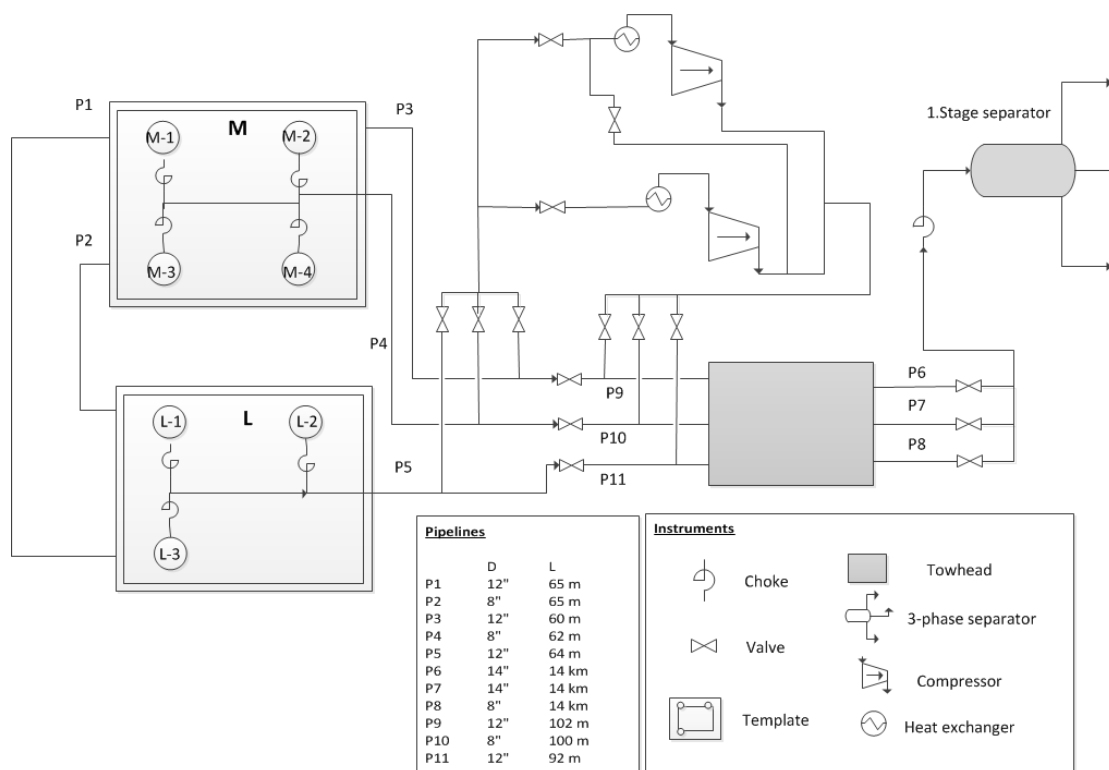 P1
P3
M
M-1
M-2
1.Stage separator
P2
M-3
M-4
P4
P9
P6
L
L-1
L-2
P10
P7
P5
P11
P8
L-3
Pipelines
D L
P1 12" 65 m
P2 8" 65 m
P3 12" 60 m
P4 8" 62 m
P5 12" 64 m
P6 14" 14 km
P7 14" 14 km
P8 8" 14 km
P9 12" 102 m
P10 8" 100 m
P11 12" 92 m
Instruments
Choke
Towhead
3-phase separator
Valve
Compressor
Template
Heat exchanger